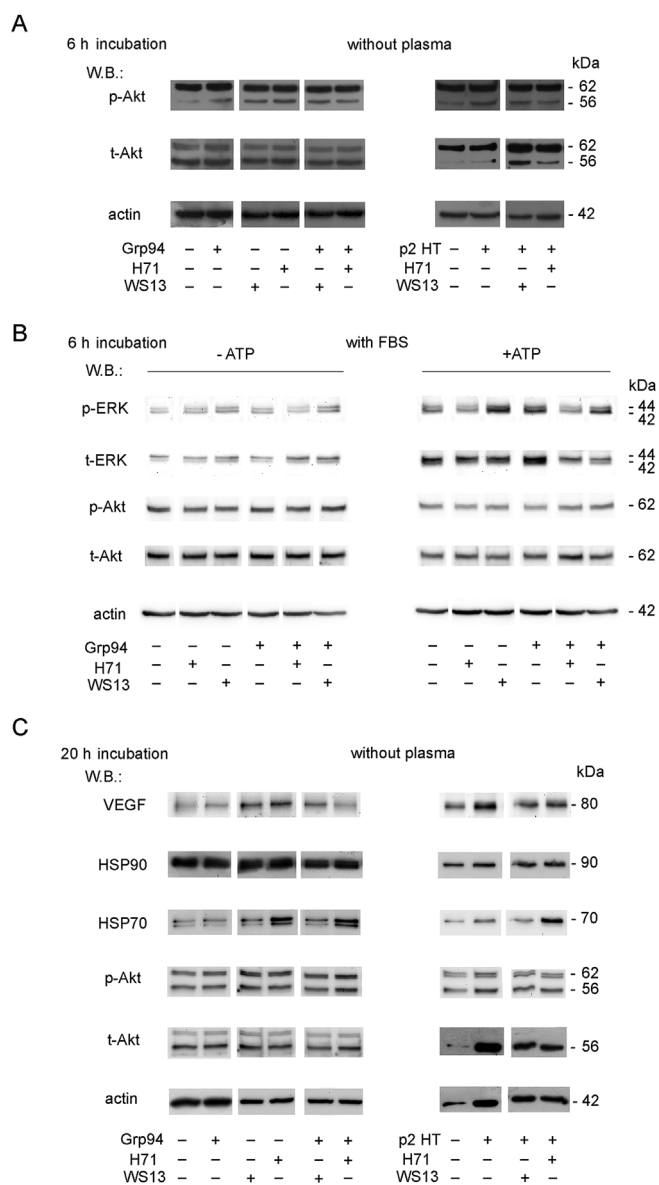 A
6 h incubation without plasma
W.B.: kDa
p-Akt - 62
- 56
t-Akt - 62
- 56
actin - 42
Grp94 – + – – + + p2 HT – + + +
H71 – – – + – + H71 – – – +
WS13 – – + – + – WS13 – – + –
B
6 h incubation with FBS
- ATP +ATP
W.B.: kDa
p-ERK - 44
- 42
t-ERK - 44
- 42
p-Akt - 62
t-Akt - 62
actin - 42
Grp94 – – – + + + – – – + + +
H71 – + – – + – – + – – + –
WS13 – – + – – + – – + – – +
C
20 h incubation without plasma
W.B.: kDa
VEGF - 80
HSP90 - 90
HSP70 - 70
p-Akt - 62
- 56
t-Akt - 56
actin - 42
Grp94 – + – – + + p2 HT – + + +
H71 – – – + – + H71 – – – +
WS13 – – + – + – WS13 – – + –